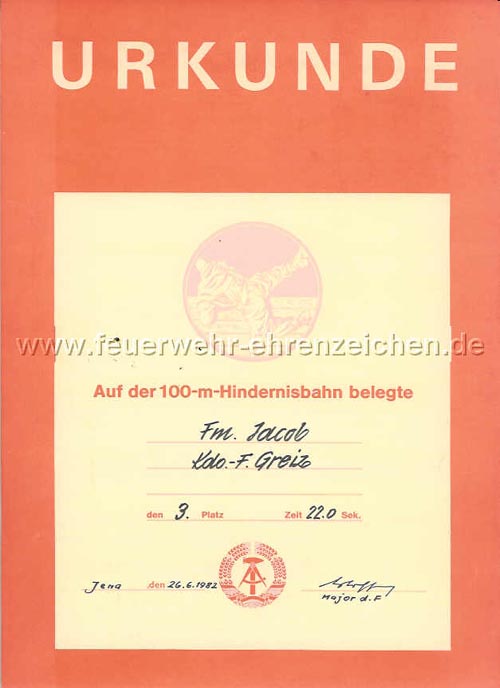 URKUNDE
www.feuerwehr-ehrenzeichen.de
Auf der 100-m-Hindernisbahn belegte
Fm. Jacob
Kdo.-F. Greiz
den 3. Platz Zeit 22.0 Sek.
Jena ,den 26.6.1982
Major d.F